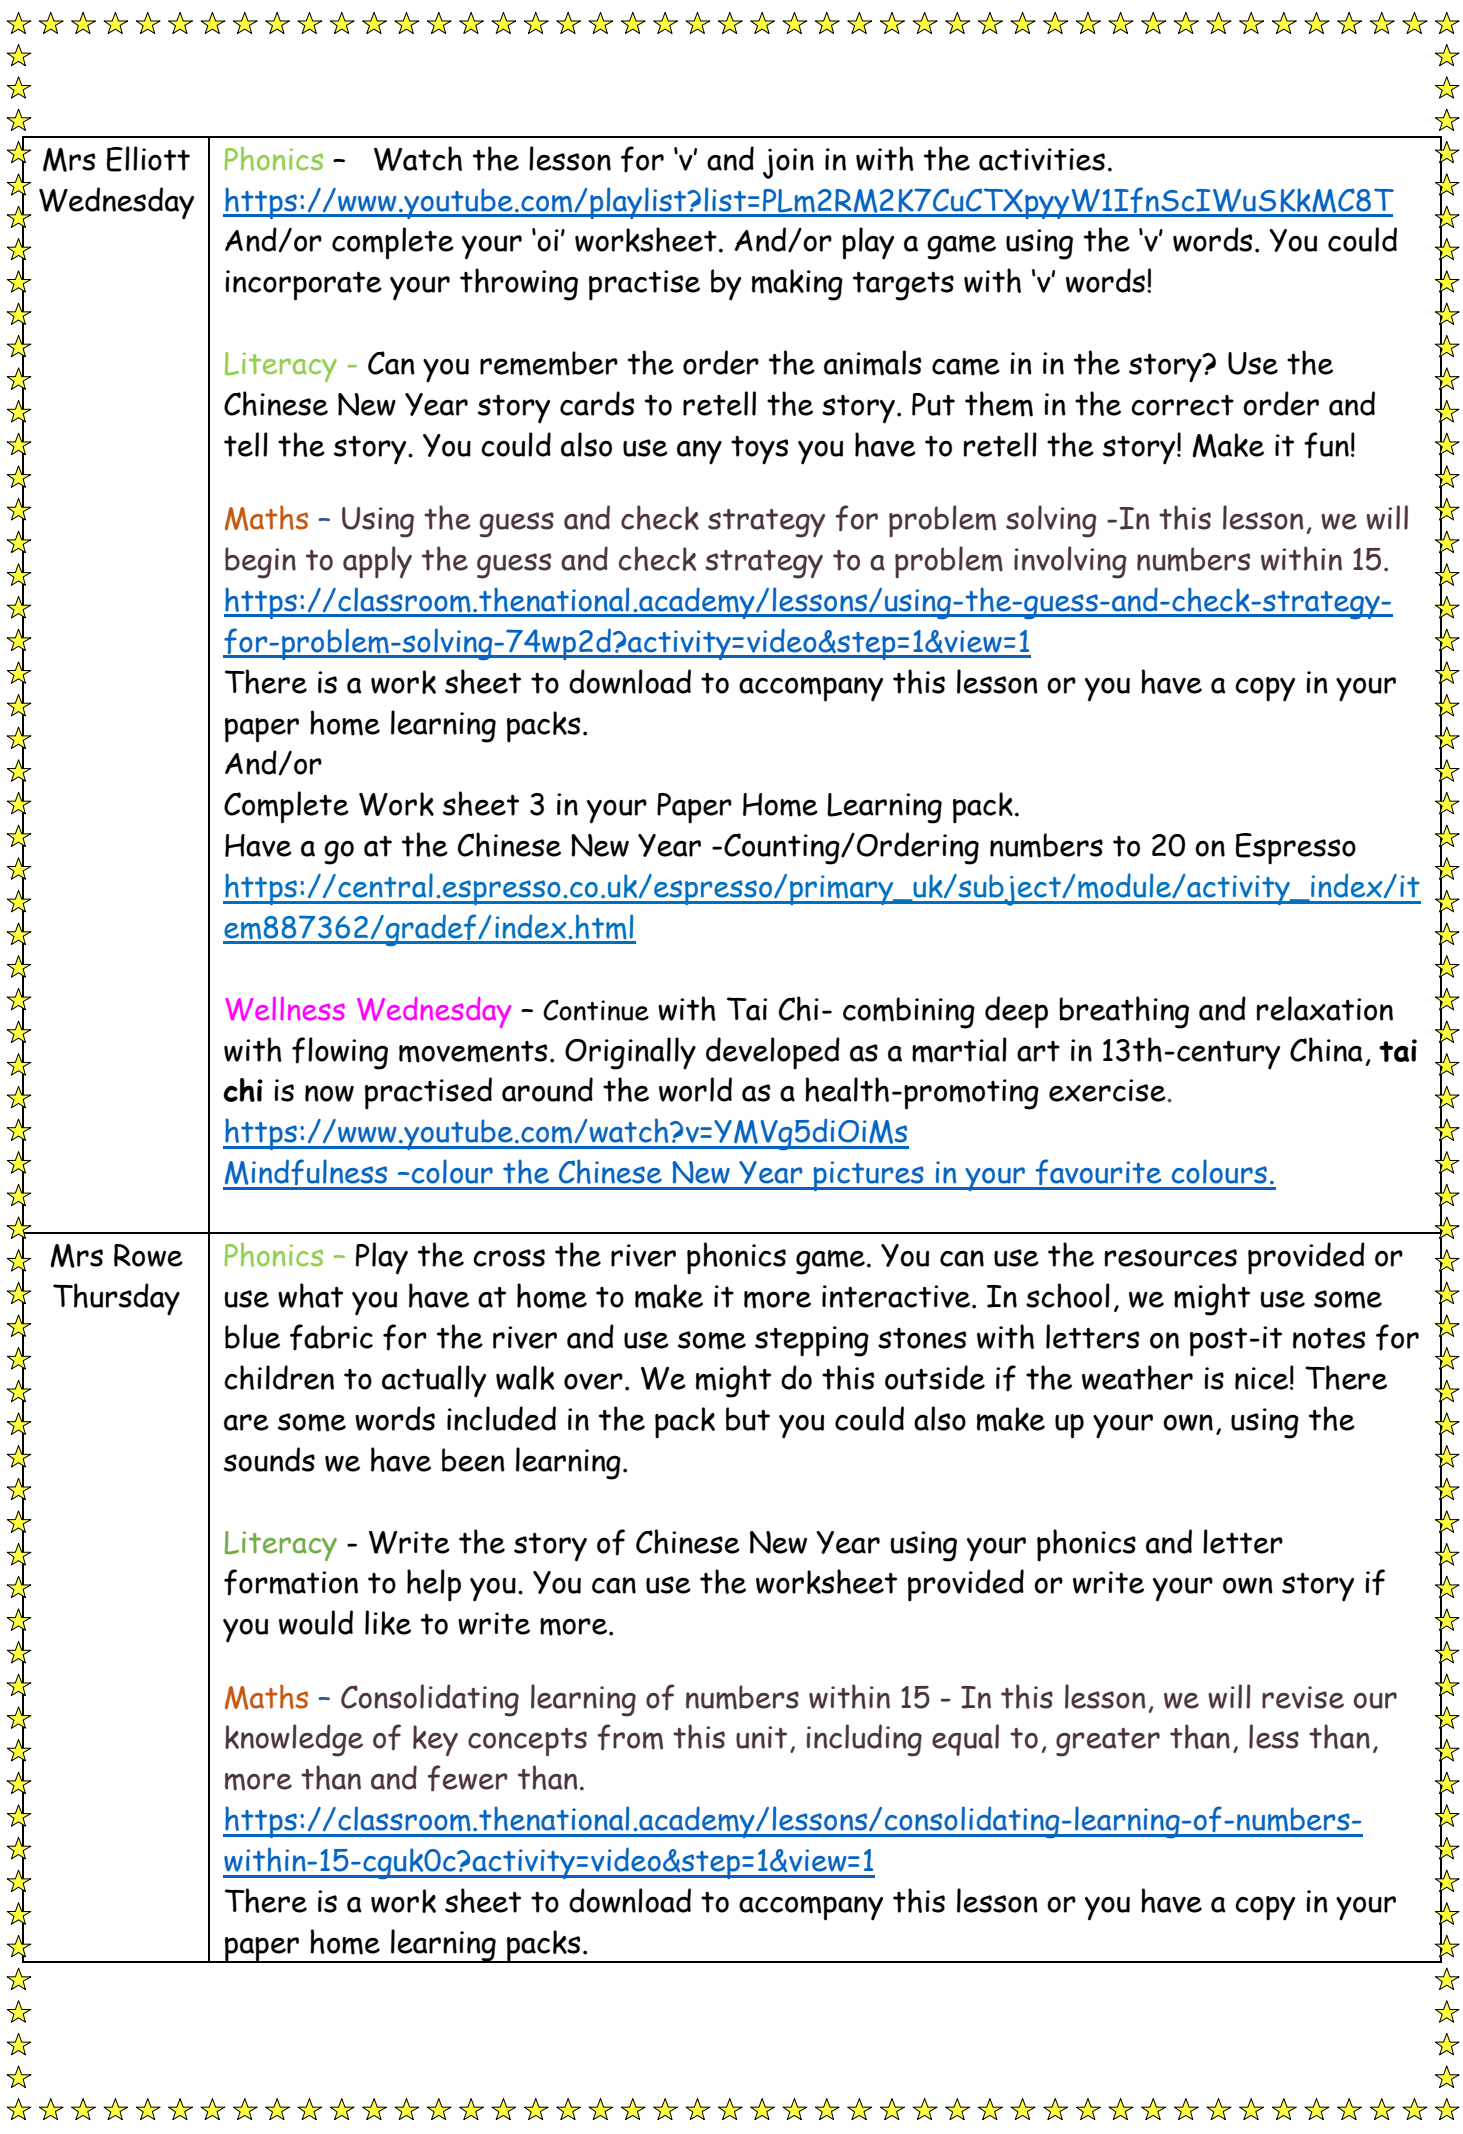 Mrs Elliott
Wednesday
Phonics –   Watch the lesson for ‘v’ and join in with the activities.
https://www.youtube.com/playlist?list=PLm2RM2K7CuCTXpyyW1IfnScIWuSKkMC8T
And/or complete your ‘oi’ worksheet. And/or play a game using the ‘v’ words. You could
incorporate your throwing practise by making targets with ‘v’ words!
Literacy - Can you remember the order the animals came in in the story? Use the
Chinese New Year story cards to retell the story. Put them in the correct order and
tell the story. You could also use any toys you have to retell the story! Make it fun!
Maths – Using the guess and check strategy for problem solving -In this lesson, we will
begin to apply the guess and check strategy to a problem involving numbers within 15.
https://classroom.thenational.academy/lessons/using-the-guess-and-check-strategy-
for-problem-solving-74wp2d?activity=video&step=1&view=1
There is a work sheet to download to accompany this lesson or you have a copy in your
paper home learning packs.
And/or
Complete Work sheet 3 in your Paper Home Learning pack.
Have a go at the Chinese New Year -Counting/Ordering numbers to 20 on Espresso
https://central.espresso.co.uk/espresso/primary_uk/subject/module/activity_index/it
em887362/gradef/index.html
Wellness Wednesday – Continue with Tai Chi- combining deep breathing and relaxation
with flowing movements. Originally developed as a martial art in 13th-century China, tai
chi is now practised around the world as a health-promoting exercise.
https://www.youtube.com/watch?v=YMVg5diOiMs
Mindfulness –colour the Chinese New Year pictures in your favourite colours.
Mrs Rowe
Thursday
Phonics – Play the cross the river phonics game. You can use the resources provided or
use what you have at home to make it more interactive. In school, we might use some
blue fabric for the river and use some stepping stones with letters on post-it notes for
children to actually walk over. We might do this outside if the weather is nice! There
are some words included in the pack but you could also make up your own, using the
sounds we have been learning.
Literacy - Write the story of Chinese New Year using your phonics and letter
formation to help you. You can use the worksheet provided or write your own story if
you would like to write more.
Maths – Consolidating learning of numbers within 15 - In this lesson, we will revise our
knowledge of key concepts from this unit, including equal to, greater than, less than,
more than and fewer than.
https://classroom.thenational.academy/lessons/consolidating-learning-of-numbers-
within-15-cguk0c?activity=video&step=1&view=1
There is a work sheet to download to accompany this lesson or you have a copy in your
paper home learning packs.